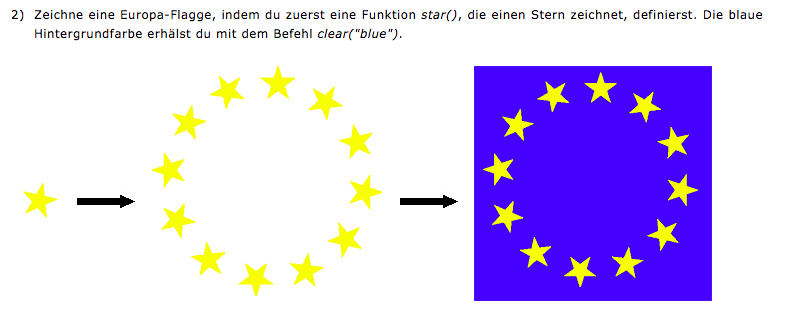 2) Zeichne eine Europa-Flagge, indem du zuerst eine Funktion star(), die einen Stern zeichnet, definierst. Die blaue
Hintergrundfarbe erhälst du mit dem Befehl clear("blue").